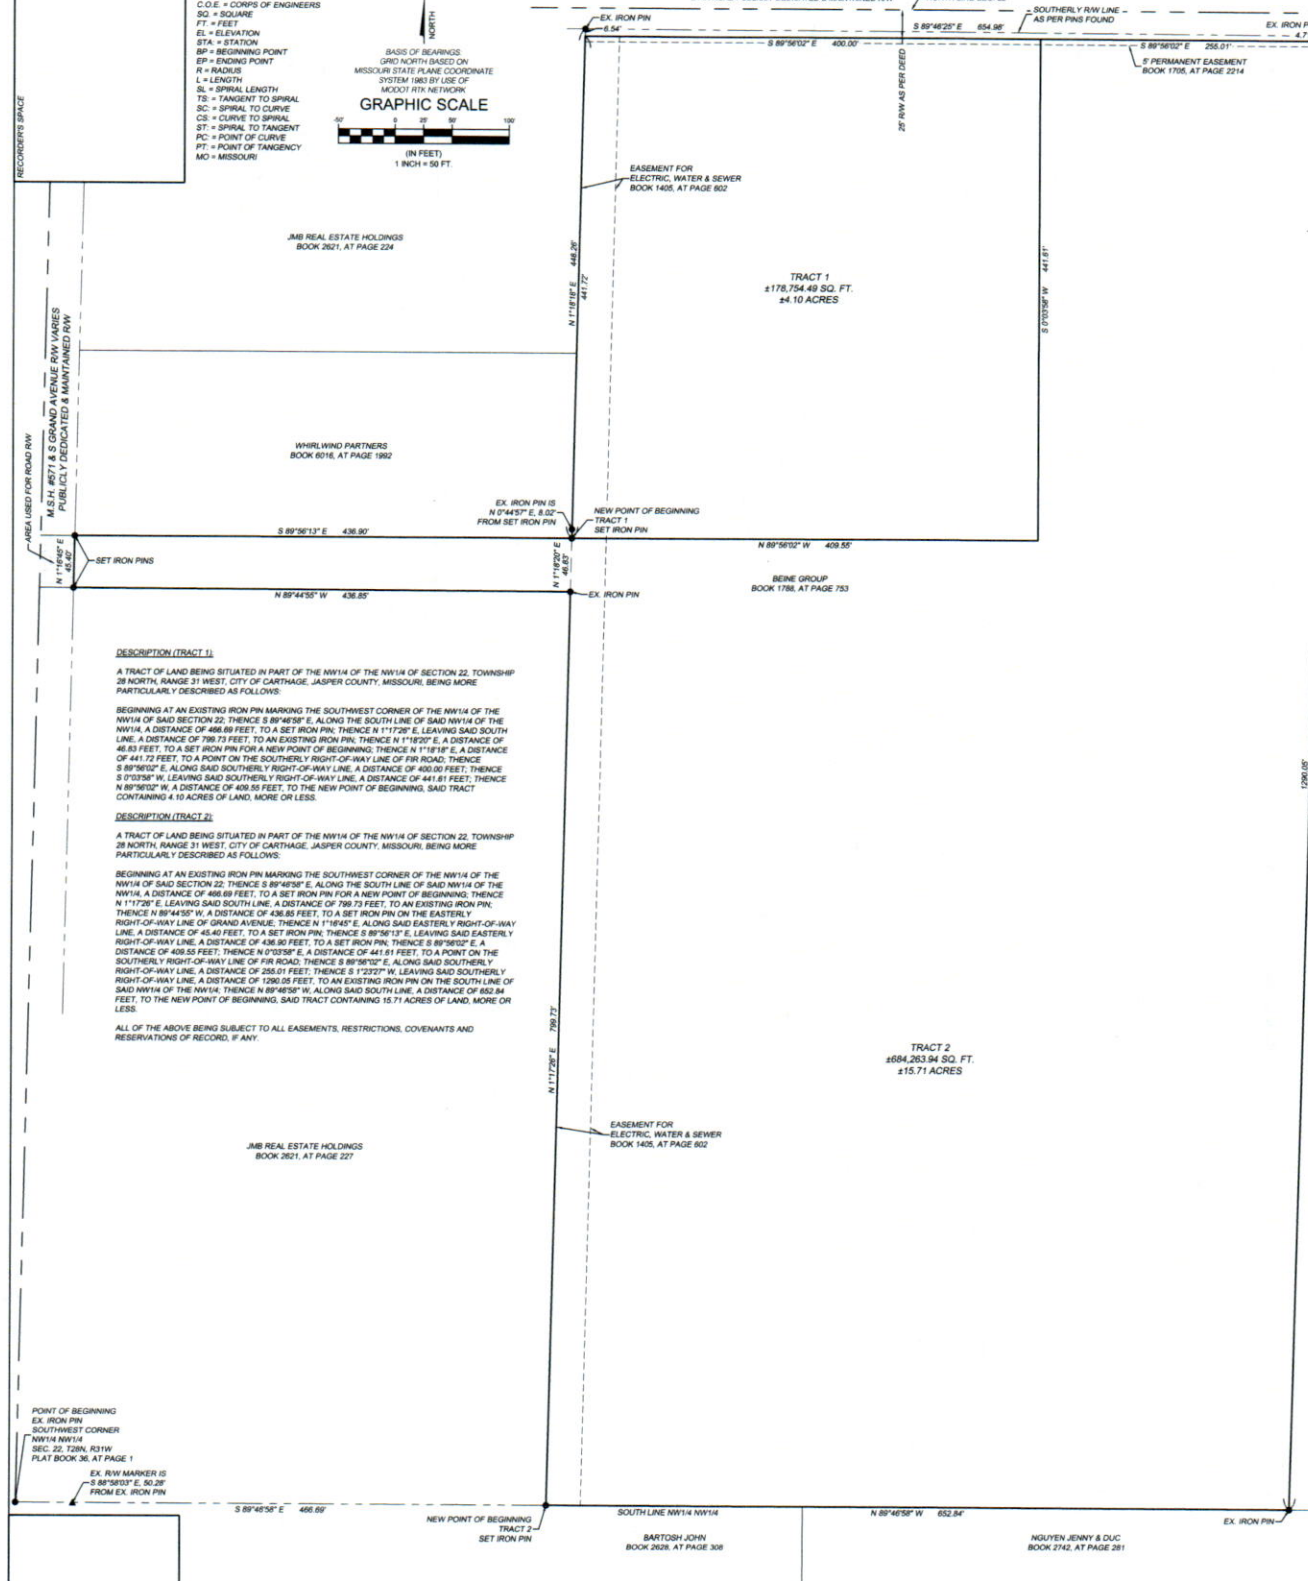 C.O.E. = CORPS OF ENGINEERS
SQ. = SQUARE
FT. = FEET
EL = ELEVATION
STA. = STATION
BP = BEGINNING POINT
EP = ENDING POINT
R = RADIUS
L = LENGTH
SL = SPIRAL LENGTH
TS: = TANGENT TO SPIRAL
SC: = SPIRAL TO CURVE
CS: = CURVE TO SPIRAL
ST: = SPIRAL TO TANGENT
PC: = POINT OF CURVE
PT: = POINT OF TANGENCY
MO = MISSOURI
RECORDER'S SPACE
NORTH
BASIS OF BEARINGS
GRID NORTH BASED ON
MISSOURI STATE PLANE COORDINATE
SYSTEM 1983 BY USE OF
MODOT RTK NETWORK
GRAPHIC SCALE
-50' 0 25 50 100
(IN FEET)
1 INCH = 50 FT.
EX. IRON PIN
6.54'
S 89°56'02" E 400.00'
25' R/W AS PER DEED
S 89°46'25" E 654.98'
SOUTHERLY R/W LINE
AS PER PINS FOUND
EX. IRON P
4.7
S 89°56'02" E 255.01'
5' PERMANENT EASEMENT
BOOK 1705, AT PAGE 2214
EASEMENT FOR
ELECTRIC, WATER & SEWER
BOOK 1405, AT PAGE 602
JMB REAL ESTATE HOLDINGS
BOOK 2621, AT PAGE 224
N 1°18'18" E 448.26'
441.72'
TRACT 1
±178,754.49 SQ. FT.
±4.10 ACRES
S 0°03'58" W 441.61'
M.S.H. #571 & S GRAND AVENUE R/W VARIES
PUBLICLY DEDICATED & MAINTAINED R/W
AREA USED FOR ROAD R/W
WHIRLWIND PARTNERS
BOOK 6016, AT PAGE 1992
EX. IRON PIN IS
N 0°44'57" E, 8.02'
FROM SET IRON PIN
NEW POINT OF BEGINNING
TRACT 1
SET IRON PIN
S 89°56'13" E 436.90'
N 89°56'02" W 409.55'
N 1°16'45" E
45.40'
SET IRON PINS
N 1°18'20" E
46.83'
BEINE GROUP
BOOK 1788, AT PAGE 753
N 89°44'55" W 436.85'
EX. IRON PIN
DESCRIPTION (TRACT 1):
A TRACT OF LAND BEING SITUATED IN PART OF THE NW1/4 OF THE NW1/4 OF SECTION 22, TOWNSHIP
28 NORTH, RANGE 31 WEST, CITY OF CARTHAGE, JASPER COUNTY, MISSOURI, BEING MORE
PARTICULARLY DESCRIBED AS FOLLOWS:
BEGINNING AT AN EXISTING IRON PIN MARKING THE SOUTHWEST CORNER OF THE NW1/4 OF THE
NW1/4 OF SAID SECTION 22; THENCE S 89°46'58" E, ALONG THE SOUTH LINE OF SAID NW1/4 OF THE
NW1/4, A DISTANCE OF 466.69 FEET, TO A SET IRON PIN; THENCE N 1°17'26" E, LEAVING SAID SOUTH
LINE, A DISTANCE OF 799.73 FEET, TO AN EXISTING IRON PIN; THENCE N 1°18'20" E, A DISTANCE OF
46.83 FEET, TO A SET IRON PIN FOR A NEW POINT OF BEGINNING; THENCE N 1°18'18" E, A DISTANCE
OF 441.72 FEET, TO A POINT ON THE SOUTHERLY RIGHT-OF-WAY LINE OF FIR ROAD; THENCE
S 89°56'02" E, ALONG SAID SOUTHERLY RIGHT-OF-WAY LINE, A DISTANCE OF 400.00 FEET; THENCE
S 0°03'58" W, LEAVING SAID SOUTHERLY RIGHT-OF-WAY LINE, A DISTANCE OF 441.61 FEET; THENCE
N 89°56'02" W, A DISTANCE OF 409.55 FEET, TO THE NEW POINT OF BEGINNING, SAID TRACT
CONTAINING 4.10 ACRES OF LAND, MORE OR LESS.
DESCRIPTION (TRACT 2):
A TRACT OF LAND BEING SITUATED IN PART OF THE NW1/4 OF THE NW1/4 OF SECTION 22, TOWNSHIP
28 NORTH, RANGE 31 WEST, CITY OF CARTHAGE, JASPER COUNTY, MISSOURI, BEING MORE
PARTICULARLY DESCRIBED AS FOLLOWS:
BEGINNING AT AN EXISTING IRON PIN MARKING THE SOUTHWEST CORNER OF THE NW1/4 OF THE
NW1/4 OF SAID SECTION 22; THENCE S 89°46'58" E, ALONG THE SOUTH LINE OF SAID NW1/4 OF THE
NW1/4, A DISTANCE OF 466.69 FEET, TO A SET IRON PIN FOR A NEW POINT OF BEGINNING; THENCE
N 1°17'26" E, LEAVING SAID SOUTH LINE, A DISTANCE OF 799.73 FEET, TO AN EXISTING IRON PIN;
THENCE N 89°44'55" W, A DISTANCE OF 436.85 FEET, TO A SET IRON PIN ON THE EASTERLY
RIGHT-OF-WAY LINE OF GRAND AVENUE; THENCE N 1°16'45" E, ALONG SAID EASTERLY RIGHT-OF-WAY
LINE, A DISTANCE OF 45.40 FEET, TO A SET IRON PIN; THENCE S 89°56'13" E, LEAVING SAID EASTERLY
RIGHT-OF-WAY LINE, A DISTANCE OF 436.90 FEET, TO A SET IRON PIN; THENCE S 89°56'02" E, A
DISTANCE OF 409.55 FEET; THENCE N 0°03'58" E, A DISTANCE OF 441.61 FEET, TO A POINT ON THE
SOUTHERLY RIGHT-OF-WAY LINE OF FIR ROAD; THENCE S 89°56'02" E, ALONG SAID SOUTHERLY
RIGHT-OF-WAY LINE, A DISTANCE OF 255.01 FEET; THENCE S 1°23'27" W, LEAVING SAID SOUTHERLY
RIGHT-OF-WAY LINE, A DISTANCE OF 1290.05 FEET, TO AN EXISTING IRON PIN ON THE SOUTH LINE OF
SAID NW1/4 OF THE NW1/4; THENCE N 89°46'58" W, ALONG SAID SOUTH LINE, A DISTANCE OF 652.84
FEET, TO THE NEW POINT OF BEGINNING, SAID TRACT CONTAINING 15.71 ACRES OF LAND, MORE OR
LESS.
ALL OF THE ABOVE BEING SUBJECT TO ALL EASEMENTS, RESTRICTIONS, COVENANTS AND
RESERVATIONS OF RECORD, IF ANY.
1290.05'
N 1°17'26" E 799.73'
TRACT 2
±684,263.94 SQ. FT.
±15.71 ACRES
EASEMENT FOR
ELECTRIC, WATER & SEWER
BOOK 1405, AT PAGE 602
JMB REAL ESTATE HOLDINGS
BOOK 2621, AT PAGE 227
POINT OF BEGINNING
EX. IRON PIN
SOUTHWEST CORNER
NW1/4 NW1/4
SEC. 22, T28N, R31W
PLAT BOOK 36, AT PAGE 1
EX. R/W MARKER IS
S 88°58'03" E, 50.28'
FROM EX. IRON PIN
S 89°46'58" E 466.69'
NEW POINT OF BEGINNING
TRACT 2
SET IRON PIN
SOUTH LINE NW1/4 NW1/4
N 89°46'58" W 652.84'
EX. IRON PIN
BARTOSH JOHN
BOOK 2628, AT PAGE 308
NGUYEN JENNY & DUC
BOOK 2742, AT PAGE 281